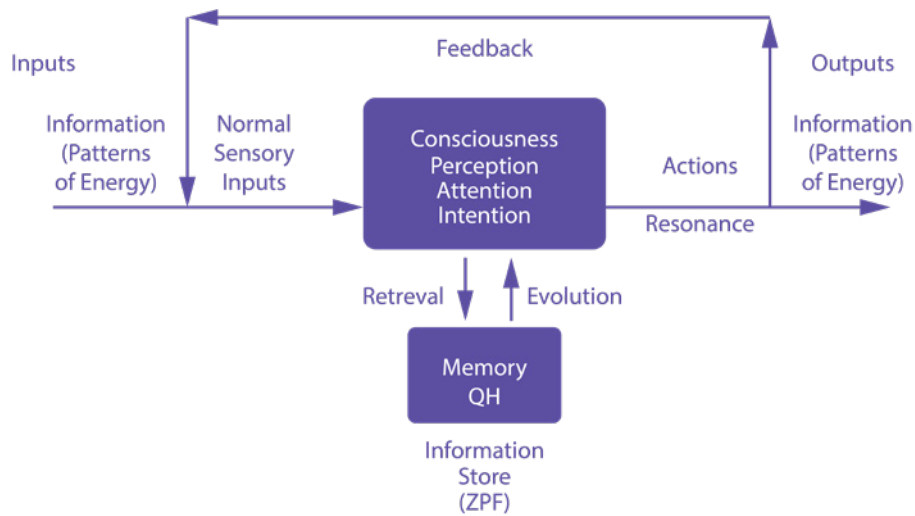 Feedback
Inputs
Outputs
Information
(Patterns
of Energy)
Normal
Sensory
Inputs
Consciousness
Perception
Attention
Intention
Actions
Resonance
Information
(Patterns
of Energy)
Retreval
Evolution
Memory
QH
Information
Store
(ZPF)